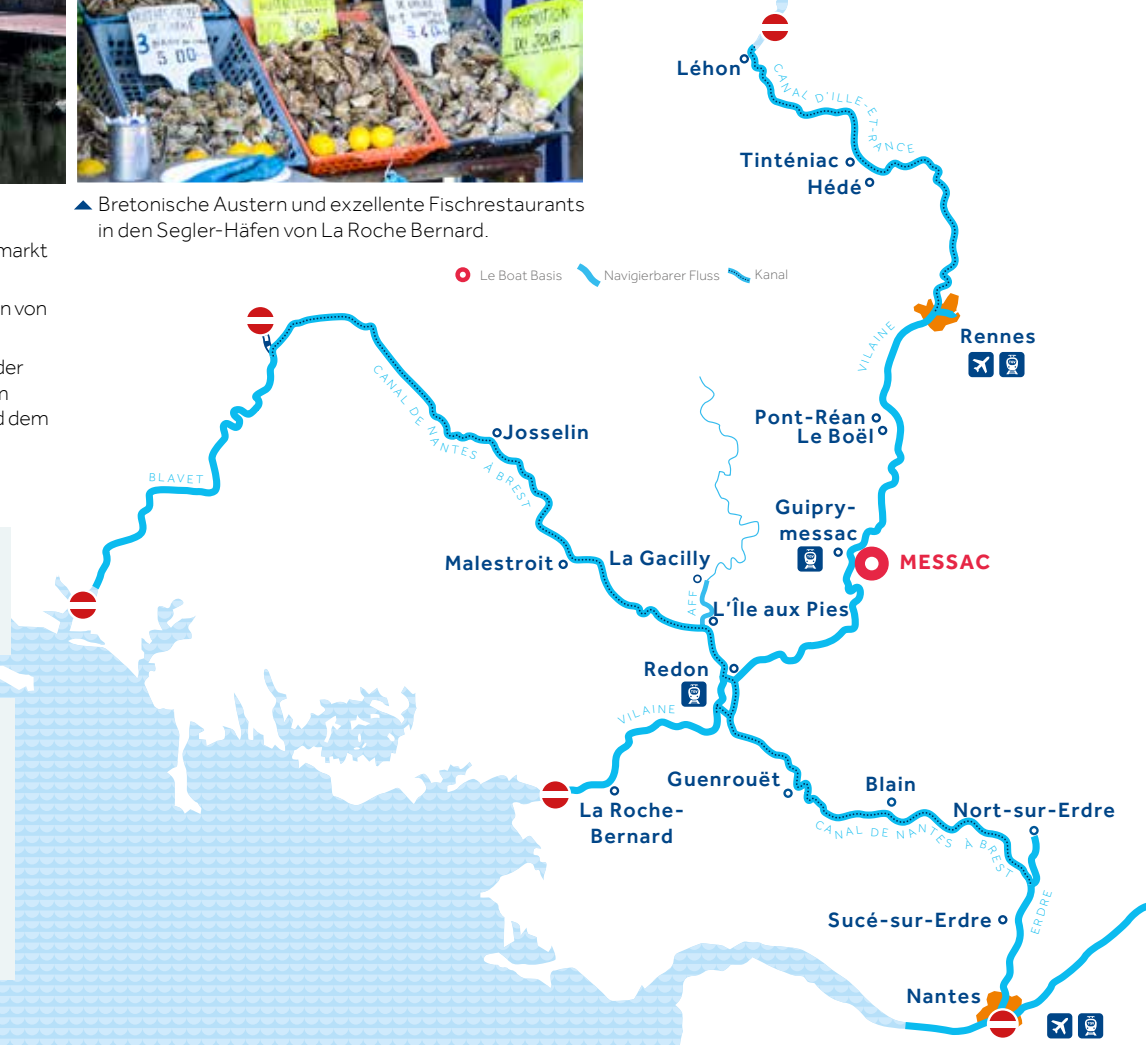 3
5 00
PROMOTION
DU JOUR
Bretonische Austern und exzellente Fischrestaurants
in den Segler-Häfen von La Roche Bernard.
markt
n von
der
n
d dem
Le Boat Basis
Navigierbarer Fluss
Kanal
Léhon
CANAL D'ILLE-ET-RANCE
Tinténiac
Hédé
Rennes
VILAINE
Pont-Réan
Le Boël
Josselin
CANAL DE NANTES À BREST
BLAVET
Guipry-
messac
MESSAC
Malestroit
La Gacilly
AFF
L'Île aux Pies
Redon
VILAINE
Guenrouët
La Roche-
Bernard
Blain
Nort-sur-Erdre
CANAL DE NANTES À BREST
ERDRE
Sucé-sur-Erdre
Nantes